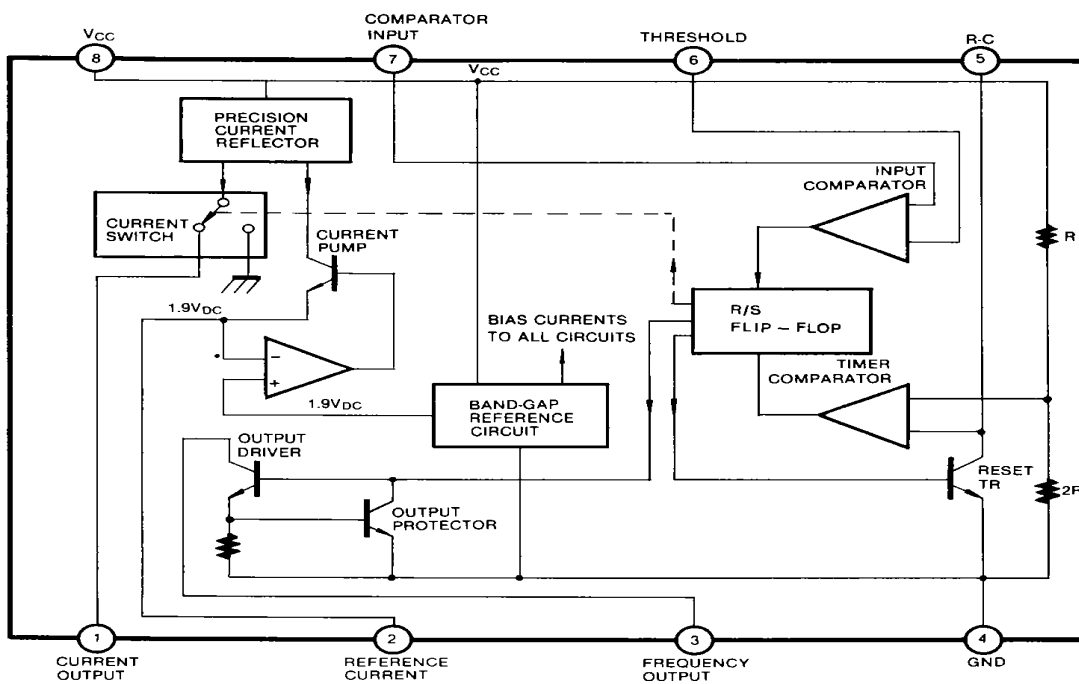 VCC
8
COMPARATOR
INPUT
7
THRESHOLD
6
R-C
5
VCC
PRECISION
CURRENT
REFLECTOR
INPUT
COMPARATOR
CURRENT
SWITCH
CURRENT
PUMP
R
1.9VDC
BIAS CURRENTS
TO ALL CIRCUITS
R/S
FLIP – FLOP
−
+
TIMER
COMPARATOR
1.9VDC
BAND-GAP
REFERENCE
CIRCUIT
OUTPUT
DRIVER
RESET
TR
2R
OUTPUT
PROTECTOR
1
CURRENT
OUTPUT
2
REFERENCE
CURRENT
3
FREQUENCY
OUTPUT
4
GND